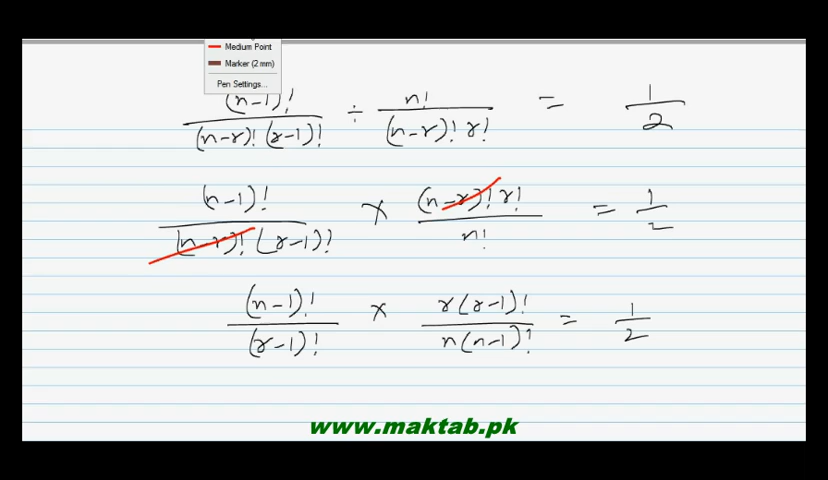 Medium Point
Marker (2 mm)
Pen Settings...
(n-1)! / (n-r)! (r-1)! ÷ n! / (n-r)! r! = 1/2
(n-1)! / (n-r)! (r-1)! × (n-r)! r! / n! = 1/2
(n-1)! / (r-1)! × r(r-1)! / n(n-1)! = 1/2
www.maktab.pk